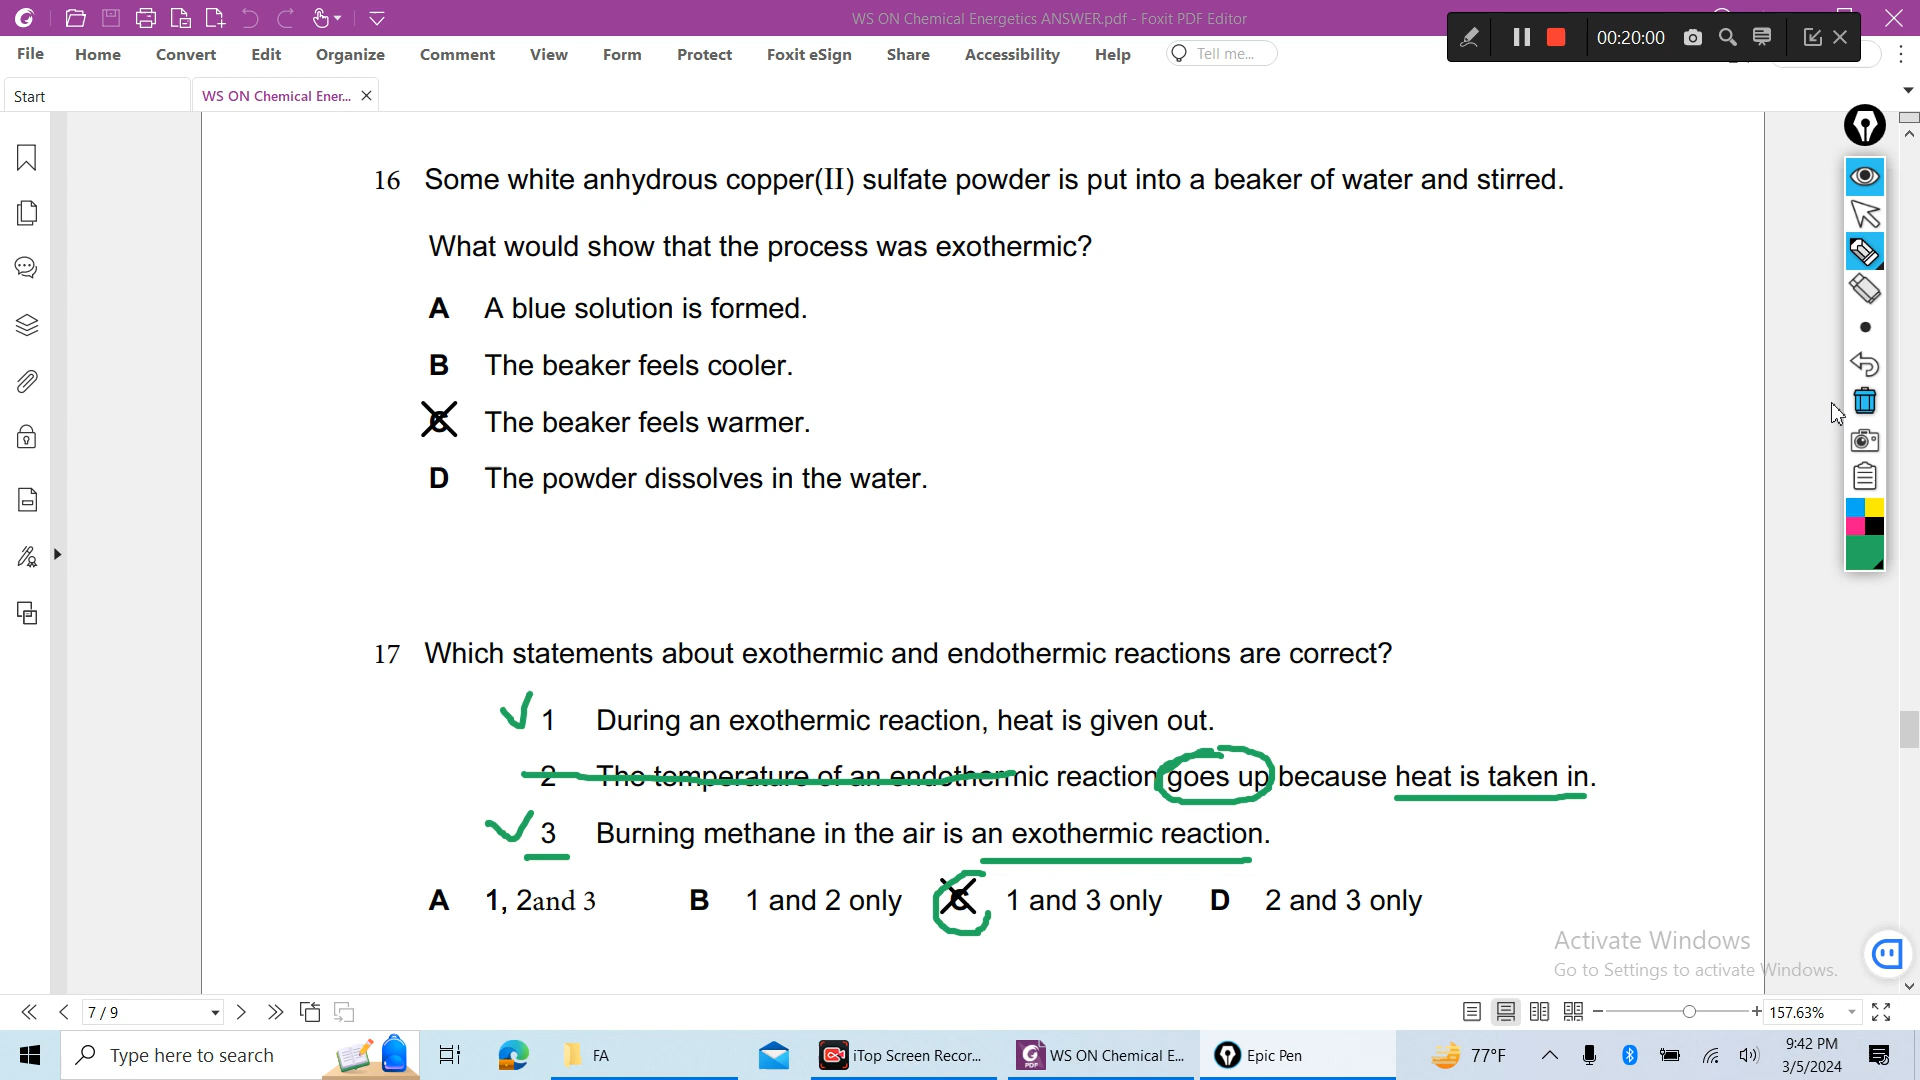 WS ON Chemical Energetics ANSWER.pdf - Foxit PDF Editor
00:20:00
File Home Convert Edit Organize Comment View Form Protect Foxit eSign Share Accessibility Help Tell me...
Start WS ON Chemical Ener...
16 Some white anhydrous copper(II) sulfate powder is put into a beaker of water and stirred.
What would show that the process was exothermic?
A A blue solution is formed.
B The beaker feels cooler.
C The beaker feels warmer.
D The powder dissolves in the water.
17 Which statements about exothermic and endothermic reactions are correct?
1 During an exothermic reaction, heat is given out.
2 The temperature of an endothermic reaction goes up because heat is taken in.
3 Burning methane in the air is an exothermic reaction.
A 1, 2and 3 B 1 and 2 only C 1 and 3 only D 2 and 3 only
Activate Windows
Go to Settings to activate Windows.
7 / 9 157.63%
Type here to search FA iTop Screen Recor... WS ON Chemical E... Epic Pen 77°F 9:42 PM
3/5/2024